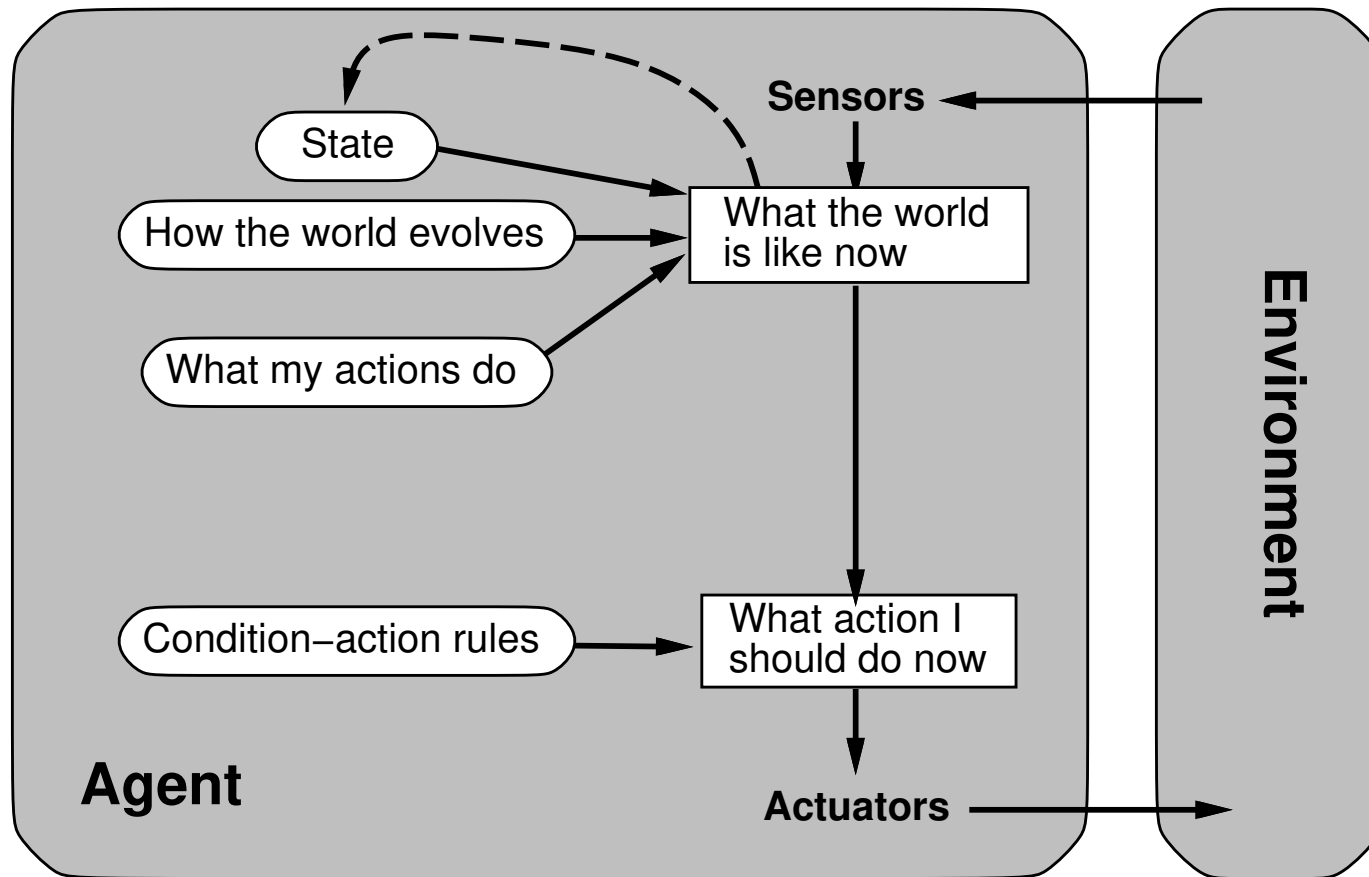 Sensors
State
What the world
is like now
How the world evolves
What my actions do
Environment
Condition−action rules
What action I
should do now
Agent
Actuators